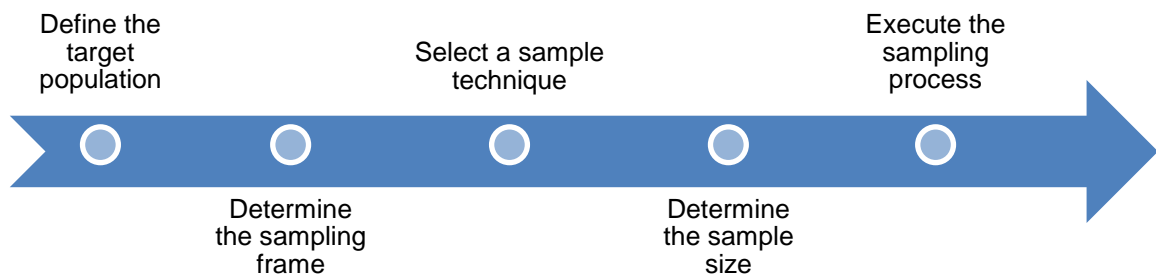 Define the
target
population
Determine
the sampling
frame
Select a sample
technique
Determine
the sample
size
Execute the
sampling
process